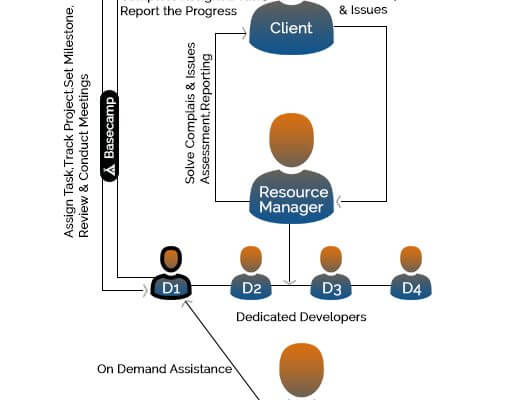 Report the Progress
& Issues
Client
Assign Task,Track Project,Set Milestone,
Review & Conduct Meetings
Basecamp
Solve Complais & Issues
Assessment,Reporting
Resource
Manager
D1
D2
D3
D4
Dedicated Developers
On Demand Assistance